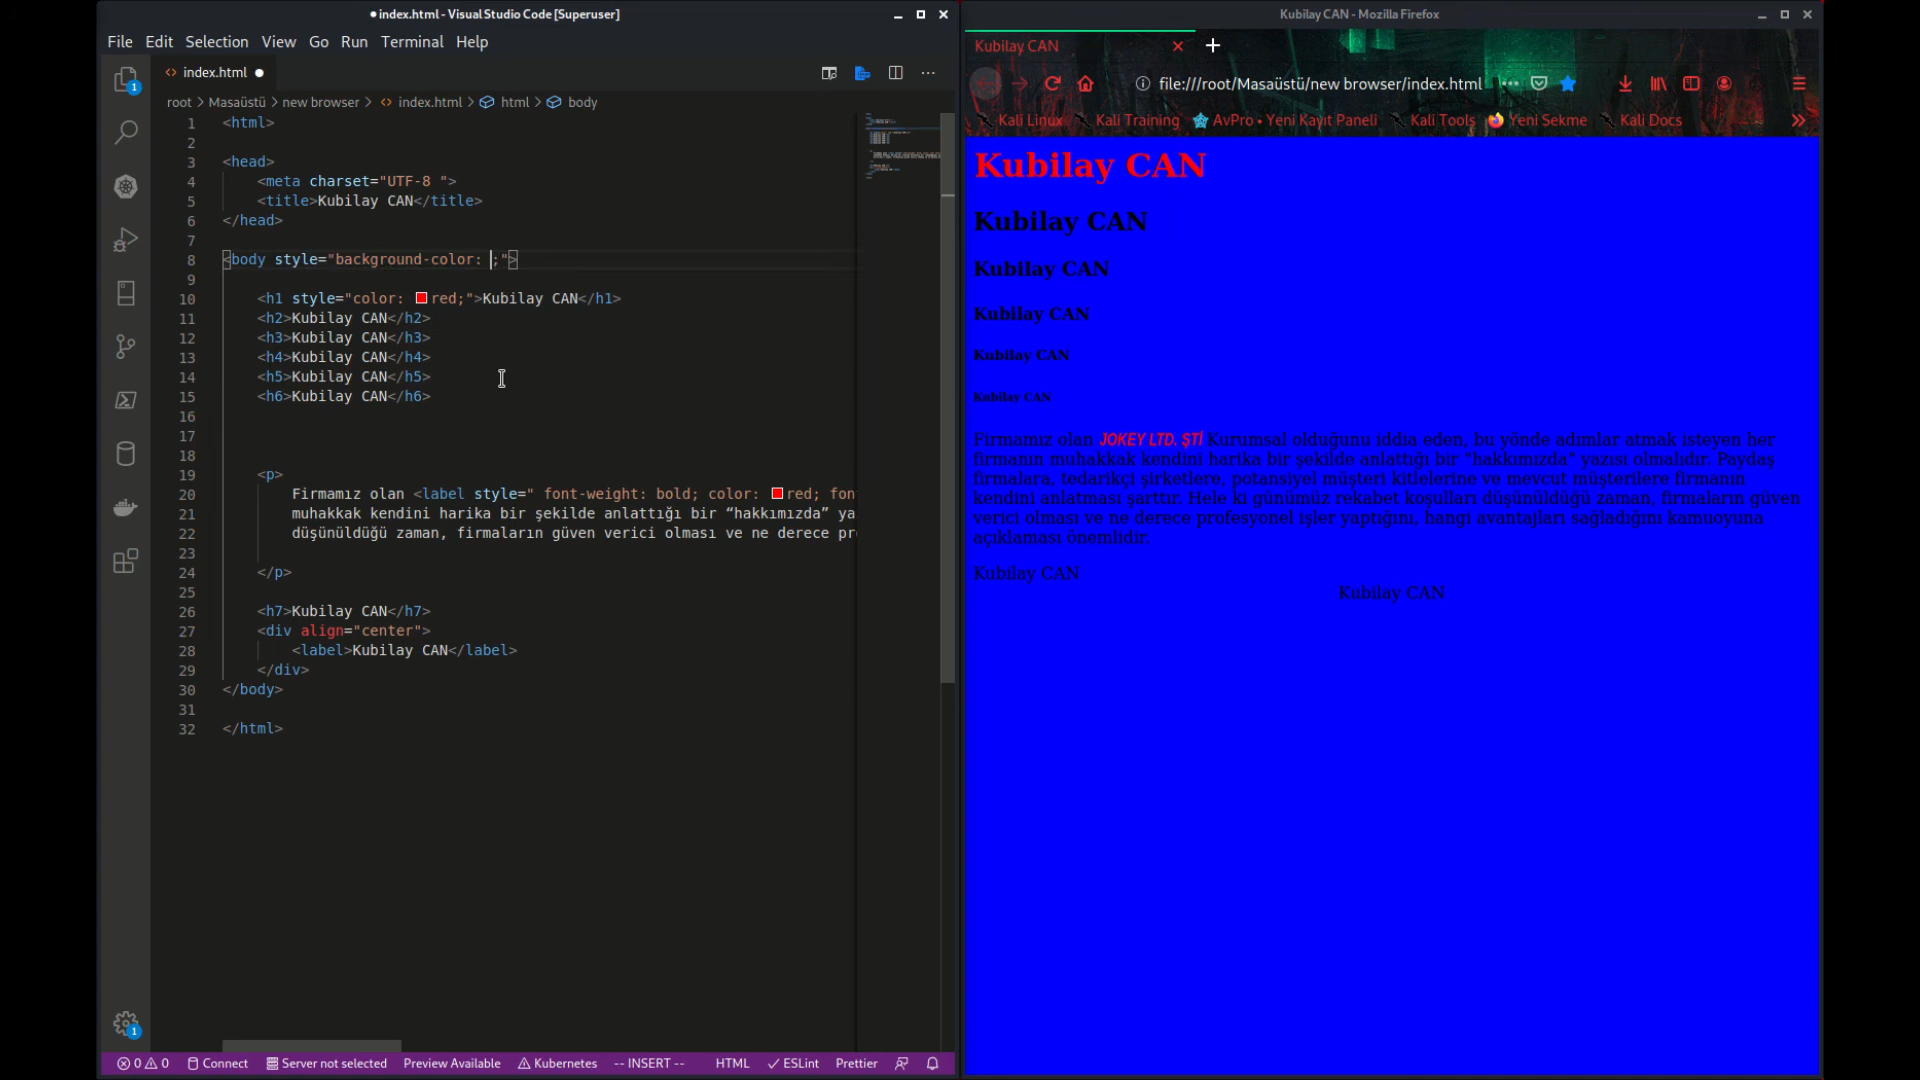 ● index.html - Visual Studio Code [Superuser]
File Edit Selection View Go Run Terminal Help
index.html ●
root > Masaüstü > new browser > index.html > html > body
1 <html>
2
3 <head>
4 <meta charset="UTF-8 ">
5 <title>Kubilay CAN</title>
6 </head>
7
8 <body style="background-color: ;">
9
10 <h1 style="color: red;">Kubilay CAN</h1>
11 <h2>Kubilay CAN</h2>
12 <h3>Kubilay CAN</h3>
13 <h4>Kubilay CAN</h4>
14 <h5>Kubilay CAN</h5>
15 <h6>Kubilay CAN</h6>
16
17
18
19 <p>
20 Firmamız olan <label style=" font-weight: bold; color: red; fon
21 muhakkak kendini harika bir şekilde anlattığı bir “hakkımızda” ya
22 düşünüldüğü zaman, firmaların güven verici olması ve ne derece pr
23
24 </p>
25
26 <h7>Kubilay CAN</h7>
27 <div align="center">
28 <label>Kubilay CAN</label>
29 </div>
30 </body>
31
32 </html>
1
1
0 0 Connect Server not selected Preview Available Kubernetes -- INSERT -- HTML ESLint Prettier
Kubilay CAN - Mozilla Firefox
Kubilay CAN
file:///root/Masaüstü/new browser/index.html
Kali Linux Kali Training AvPro • Yeni Kayıt Paneli Kali Tools Yeni Sekme Kali Docs
Kubilay CAN
Kubilay CAN
Kubilay CAN
Kubilay CAN
Kubilay CAN
Kubilay CAN
Firmamız olan JOKEY LTD. ŞTİ Kurumsal olduğunu iddia eden, bu yönde adımlar atmak isteyen her
firmanın muhakkak kendini harika bir şekilde anlattığı bir “hakkımızda” yazısı olmalıdır. Paydaş
firmalara, tedarikçi şirketlere, potansiyel müşteri kitlelerine ve mevcut müşterilere firmanın
kendini anlatması şarttır. Hele ki günümüz rekabet koşulları düşünüldüğü zaman, firmaların güven
verici olması ve ne derece profesyonel işler yaptığını, hangi avantajları sağladığını kamuoyuna
açıklaması önemlidir.
Kubilay CAN
Kubilay CAN